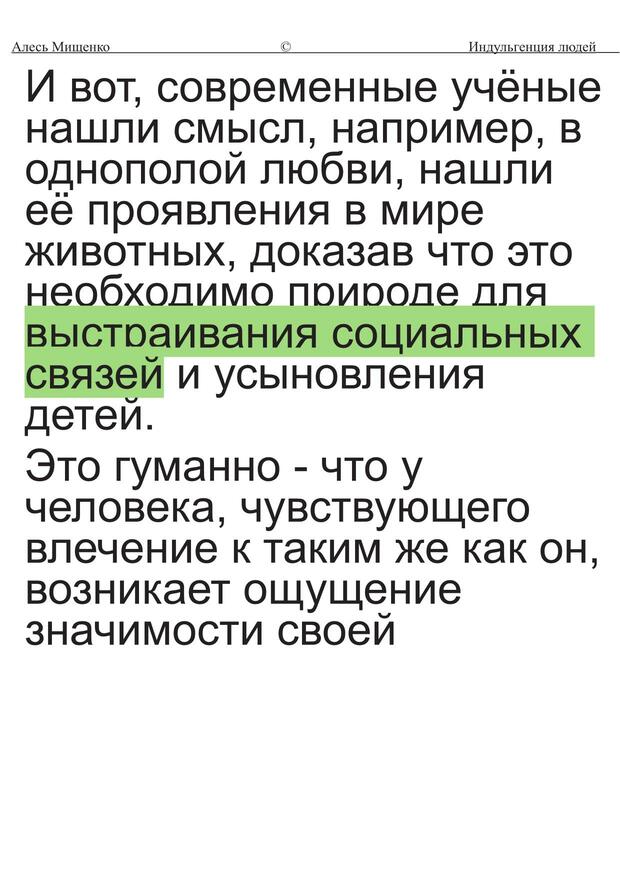 Алесь Мищенко © Индульгенция людей
И вот, современные учёные
нашли смысл, например, в
однополой любви, нашли
её проявления в мире
животных, доказав что это
необходимо природе для
выстраивания социальных
связей и усыновления
детей.
Это гуманно - что у
человека, чувствующего
влечение к таким же как он,
возникает ощущение
значимости своей